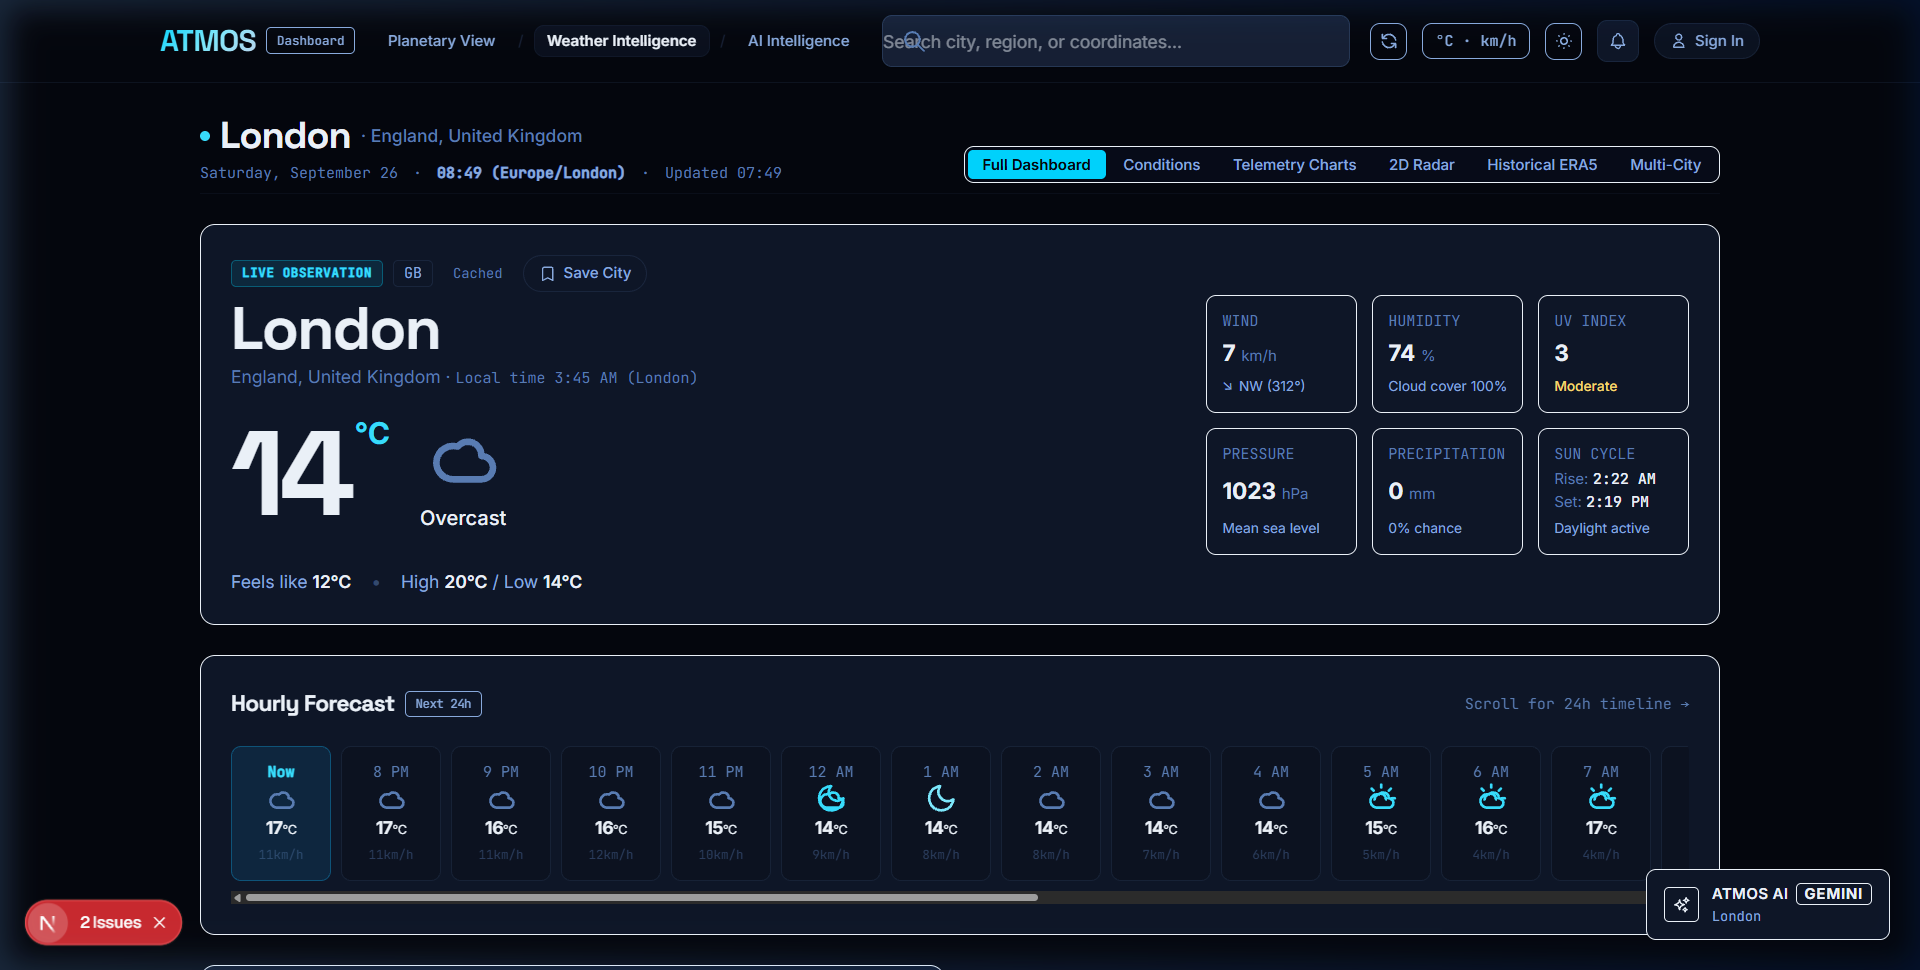 ATMOS Dashboard Planetary View / Weather Intelligence / AI Intelligence Search city, region, or coordinates... °C · km/h Sign In
London · England, United Kingdom
Saturday, September 26 · 08:49 (Europe/London) · Updated 07:49
Full Dashboard Conditions Telemetry Charts 2D Radar Historical ERA5 Multi-City
LIVE OBSERVATION GB Cached Save City
London
England, United Kingdom · Local time 3:45 AM (London)
14 °C
Overcast
Feels like 12°C • High 20°C / Low 14°C
WIND
7 km/h
↘ NW (312°)
HUMIDITY
74 %
Cloud cover 100%
UV INDEX
3
Moderate
PRESSURE
1023 hPa
Mean sea level
PRECIPITATION
0 mm
0% chance
SUN CYCLE
Rise: 2:22 AM
Set: 2:19 PM
Daylight active
Hourly Forecast Next 24h Scroll for 24h timeline →
Now 8 PM 9 PM 10 PM 11 PM 12 AM 1 AM 2 AM 3 AM 4 AM 5 AM 6 AM 7 AM
17°C 17°C 16°C 16°C 15°C 14°C 14°C 14°C 14°C 14°C 15°C 16°C 17°C
11km/h 11km/h 11km/h 12km/h 10km/h 9km/h 8km/h 8km/h 7km/h 6km/h 5km/h 4km/h 4km/h
N 2 Issues
ATMOS AI GEMINI
London